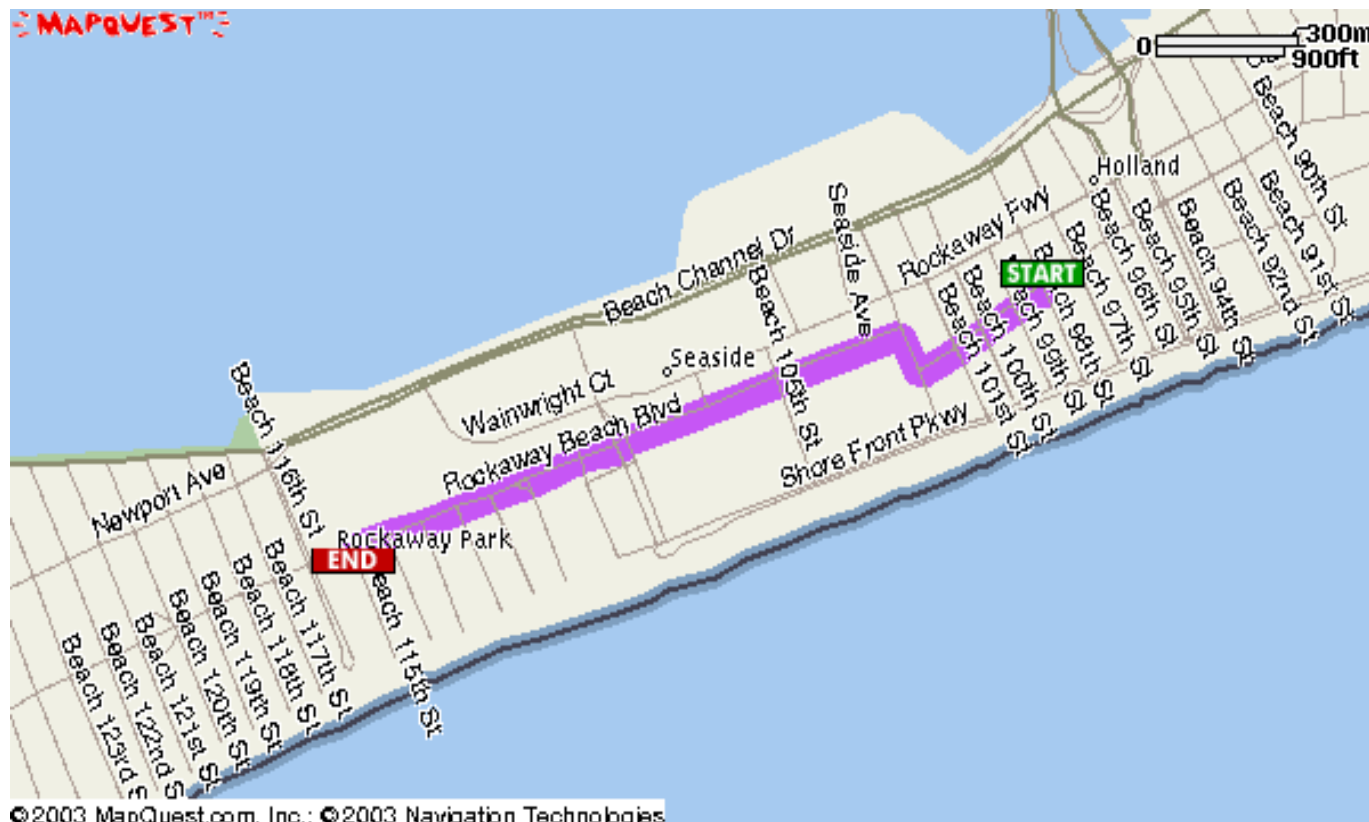 MAPQUEST™
0
300m
900ft
Beach 90th St
Holland
Beach 91st St
Beach 92nd St
Seaside Ave
Rockaway Fwy
Beach 94th St
Beach 95th St
Beach 96th St
Beach 97th St
Beach 98th St
START
Beach Channel Dr
Beach 99th St
Beach 100th St
Beach 101st St
Beach 105th St
Seaside
Wainwright Ct
Rockaway Beach Blvd
Shore Front Pkwy
Beach 116th St
Newport Ave
Rockaway Park
END
Beach 115th St
Beach 117th St
Beach 118th St
Beach 119th St
Beach 120th St
Beach 121st St
Beach 122nd S
Beach 123rd S
©2003 MapQuest.com, Inc.; ©2003 Navigation Technologies